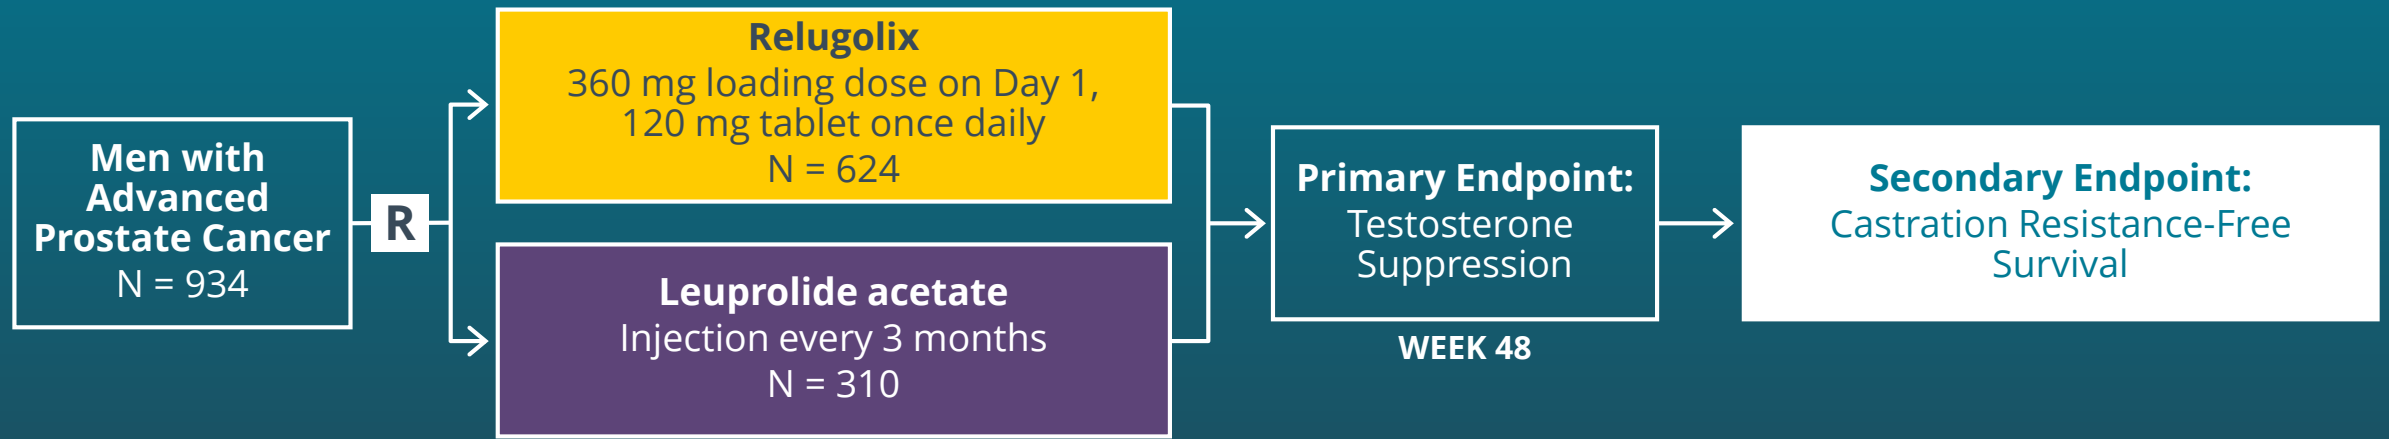 Men with
Advanced
Prostate Cancer
N = 934
R
Relugolix
360 mg loading dose on Day 1,
120 mg tablet once daily
N = 624
Leuprolide acetate
Injection every 3 months
N = 310
Primary Endpoint:
Testosterone
Suppression
WEEK 48
Secondary Endpoint:
Castration Resistance-Free
Survival